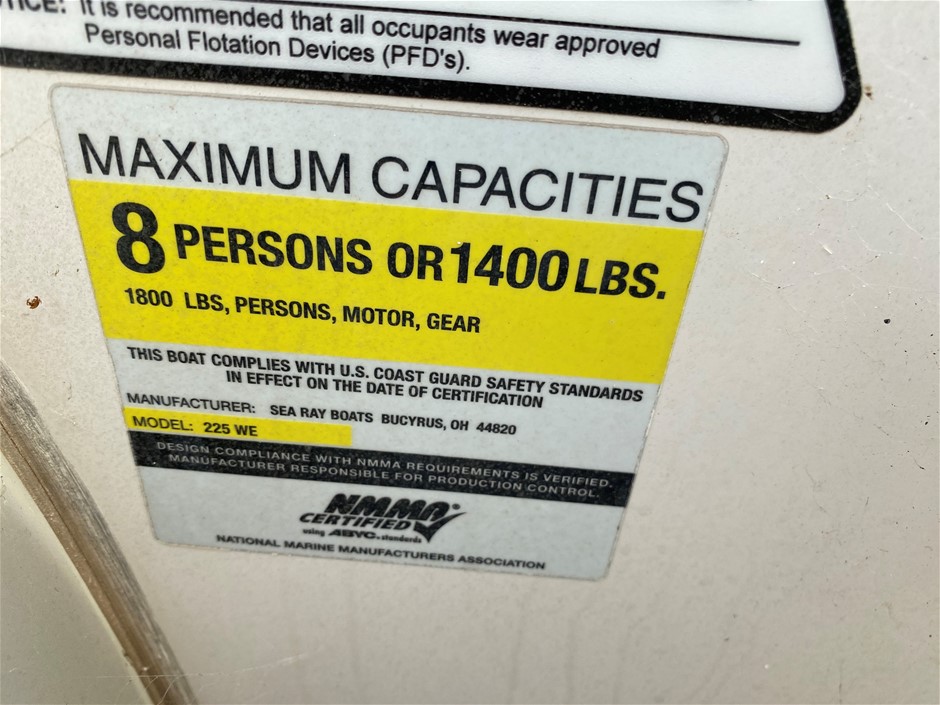 It is recommended that all occupants wear approved
Personal Flotation Devices (PFD's).
MAXIMUM CAPACITIES
8 PERSONS OR 1400 LBS.
1800 LBS, PERSONS, MOTOR, GEAR
THIS BOAT COMPLIES WITH U.S. COAST GUARD SAFETY STANDARDS
IN EFFECT ON THE DATE OF CERTIFICATION
MANUFACTURER: SEA RAY BOATS BUCYRUS, OH 44820
MODEL: 225 WE
DESIGN COMPLIANCE WITH NMMA REQUIREMENTS IS VERIFIED.
MANUFACTURER RESPONSIBLE FOR PRODUCTION CONTROL.
NMMA®
CERTIFIED
using ABYC. standards
NATIONAL MARINE MANUFACTURERS ASSOCIATION